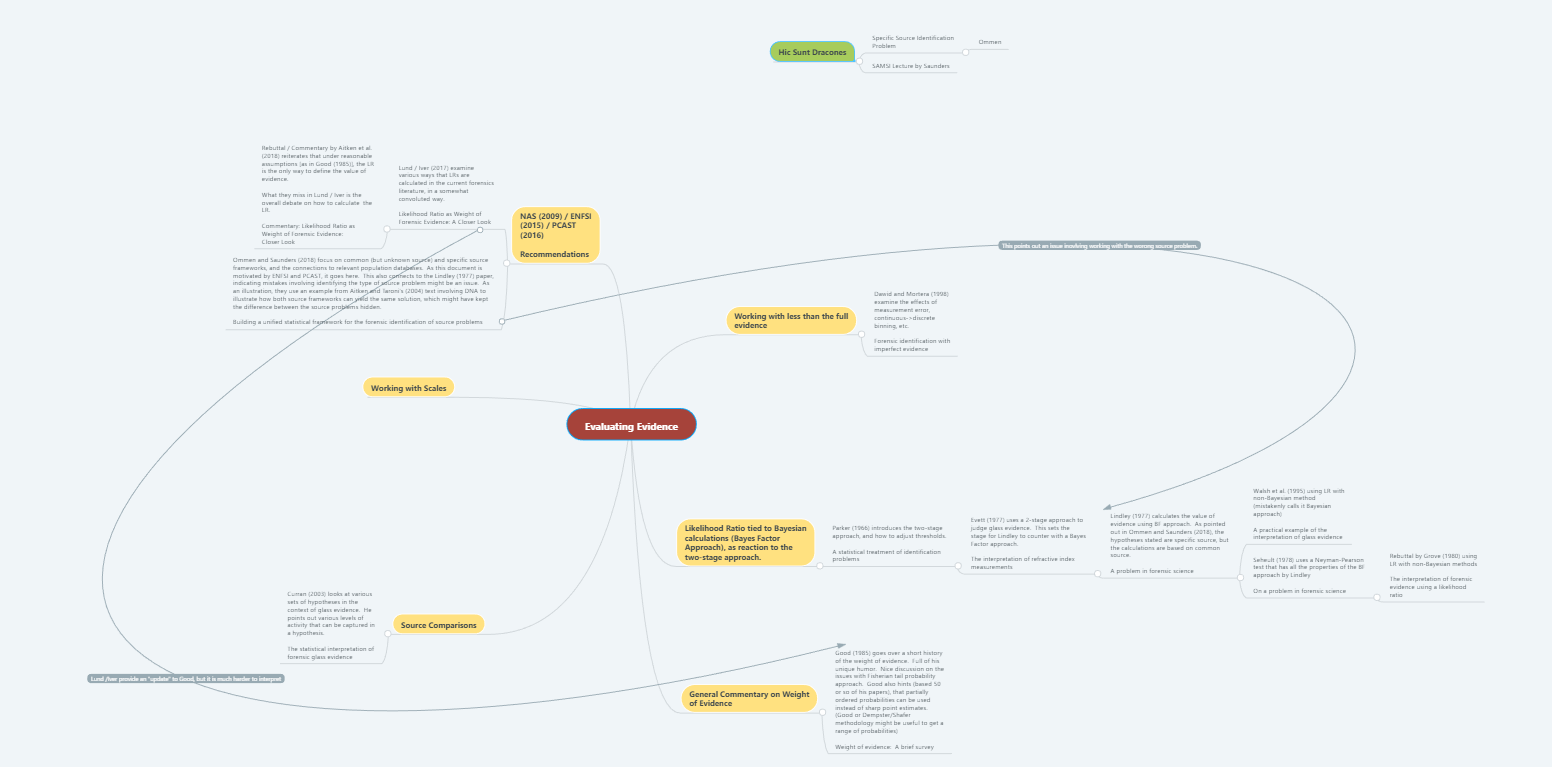 Hic Sunt Dracones
Specific Source Identification
Problem
Ommen
SAMSI Lecture by Saunders
Rebuttal / Commentary by Aitken et al.
(2018) reiterates that under reasonable
assumptions [as in Good (1985)], the LR
is the only way to define the value of
evidence.
What they miss in Lund / Iver is the
overall debate on how to calculate the
LR.
Commentary: Likelihood Ratio as
Weight of Forensic Evidence:
Closer Look
Lund / Iver (2017) examine
various ways that LRs are
calculated in the current forensics
literature, in a somewhat
convoluted way.
Likelihood Ratio as Weight of
Forensic Evidence: A Closer Look
NAS (2009) / ENFSI
(2015) / PCAST
(2016)
Recommendations
Ommen and Saunders (2018) focus on common (but unknown source) and specific source
frameworks, and the connections to relevant population databases. As this document is
motivated by ENFSI and PCAST, it goes here. This also connects to the Lindley (1977) paper,
indicating mistakes involving identifying the type of source problem might be an issue. As
an illustration, they use an example from Aitken and Taroni's (2004) text involving DNA to
illustrate how both source frameworks can yield the same solution, which might have kept
the difference between the source problems hidden.
Building a unified statistical framework for the forensic identification of source problems
This points out an issue involving working with the worong source problem.
Working with less than the full
evidence
Dawid and Mortera (1998)
examine the effects of
measurement error,
continuous->discrete
binning, etc.
Forensic identification with
imperfect evidence
Working with Scales
Evaluating Evidence
Likelihood Ratio tied to Bayesian
calculations (Bayes Factor
Approach), as reaction to the
two-stage approach.
Parker (1966) introduces the two-stage
approach, and how to adjust thresholds.
A statistical treatment of identification
problems
Evett (1977) uses a 2-stage approach to
judge glass evidence. This sets the
stage for Lindley to counter with a Bayes
Factor approach.
The interpretation of refractive index
measurements
Lindley (1977) calculates the value of
evidence using BF approach. As pointed
out in Ommen and Saunders (2018), the
hypotheses stated are specific source, but
the calculations are based on common
source.
A problem in forensic science
Walsh et al. (1995) using LR with
non-Bayesian method
(mistakenly calls it Bayesian
approach)
A practical example of the
interpretation of glass evidence
Seheult (1978) uses a Neyman-Pearson
test that has all the properties of the BF
approach by Lindley
On a problem in forensic science
Rebuttal by Grove (1980) using
LR with non-Bayesian methods
The interpretation of forensic
evidence using a likelihood
ratio
Curran (2003) looks at various
sets of hypotheses in the
context of glass evidence. He
points out various levels of
activity that can be captured in
a hypothesis.
The statistical interpretation of
forensic glass evidence
Source Comparisons
Lund /Iver provide an "update" to Good, but it is much harder to interpret
General Commentary on Weight
of Evidence
Good (1985) goes over a short history
of the weight of evidence. Full of his
unique humor. Nice discussion on the
issues with Fisherian tail probability
approach. Good also hints (based 50
or so of his papers), that partially
ordered probabilities can be used
instead of sharp point estimates.
(Good or Dempster/Shafer
methodology might be useful to get a
range of probabilities)
Weight of evidence: A brief survey